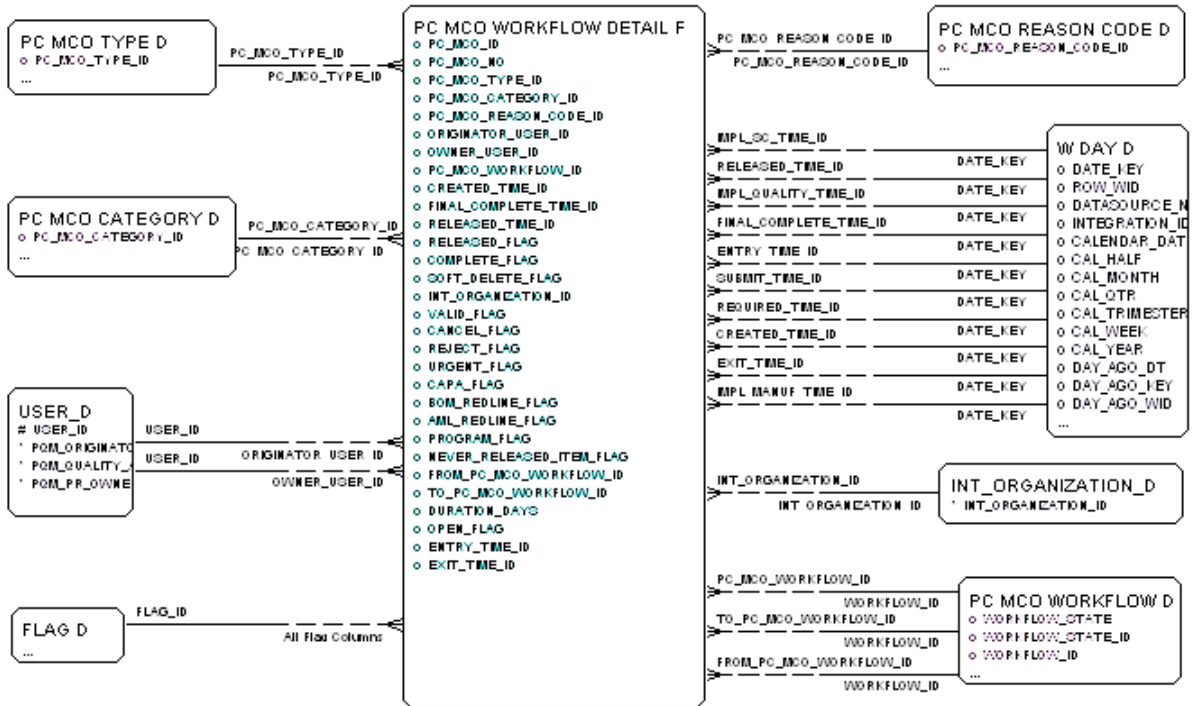 PC MCO TYPE D
PC_MCO_TYPE_ID
...
PC_MCO_TYPE_ID
PC_MCO_TYPE_ID
PC MCO CATEGORY D
PC_MCO_CATEGORY_ID
...
PC_MCO_CATEGORY_ID
PC MCO CATEGORY ID
USER_D
# USER_ID
* PQM_ORIGINATO
* PQM_QUALITY_
* PQM_PR_OWNE
USER_ID
ORIGINATOR USER ID
USER_ID
OWNER_USER_ID
FLAG D
...
FLAG_ID
All Flag Columns
PC MCO WORKFLOW DETAIL F
PC_MCO_ID
PC_MCO_NO
PC_MCO_TYPE_ID
PC_MCO_CATEGORY_ID
PC_MCO_REASON_CODE_ID
ORIGINATOR_USER_ID
OWNER_USER_ID
PC_MCO_WORKFLOW_ID
CREATED_TIME_ID
FINAL_COMPLETE_TIME_ID
RELEASED_TIME_ID
RELEASED_FLAG
COMPLETE_FLAG
SOFT_DELETE_FLAG
INT_ORGANIZATION_ID
VALID_FLAG
CANCEL_FLAG
REJECT_FLAG
URGENT_FLAG
CAPA_FLAG
BOM_REDLINE_FLAG
AML_REDLINE_FLAG
PROGRAM_FLAG
NEVER_RELEASED_ITEM_FLAG
FROM_PC_MCO_WORKFLOW_ID
TO_PC_MCO_WORKFLOW_ID
DURATION_DAYS
OPEN_FLAG
ENTRY_TIME_ID
EXIT_TIME_ID
PC MCO REASON CODE ID
PC_MCO_REASON_CODE_ID
PC MCO REASON CODE D
PC_MCO_REASON_CODE_ID
...
IMPL_SC_TIME_ID
DATE_KEY
RELEASED_TIME_ID
DATE_KEY
IMPL_QUALITY_TIME_ID
DATE_KEY
FINAL_COMPLETE_TIME_ID
DATE_KEY
ENTRY TIME ID
DATE_KEY
SUBMIT_TIME_ID
DATE_KEY
REQUIRED_TIME_ID
DATE_KEY
CREATED_TIME_ID
DATE_KEY
EXIT_TIME_ID
DATE_KEY
IMPL MANUF TIME ID
DATE_KEY
W DAY D
DATE_KEY
ROW_WID
DATASOURCE_N
INTEGRATION_ID
CALENDAR_DAT
CAL_HALF
CAL_MONTH
CAL_QTR
CAL_TRIMESTER
CAL_WEEK
CAL_YEAR
DAY_AGO_DT
DAY_AGO_KEY
DAY_AGO_WID
...
INT_ORGANIZATION_ID
INT ORGANIZATION ID
INT_ORGANIZATION_D
* INT_ORGANIZATION_ID
PC_MCO_WORKFLOW_ID
WORKFLOW_ID
TO_PC_MCO_WORKFLOW_ID
WORKFLOW_ID
FROM_PC_MCO_WORKFLOW_ID
WORKFLOW_ID
PC MCO WORKFLOW D
WORKFLOW_STATE
WORKFLOW_STATE_ID
WORKFLOW_ID
...